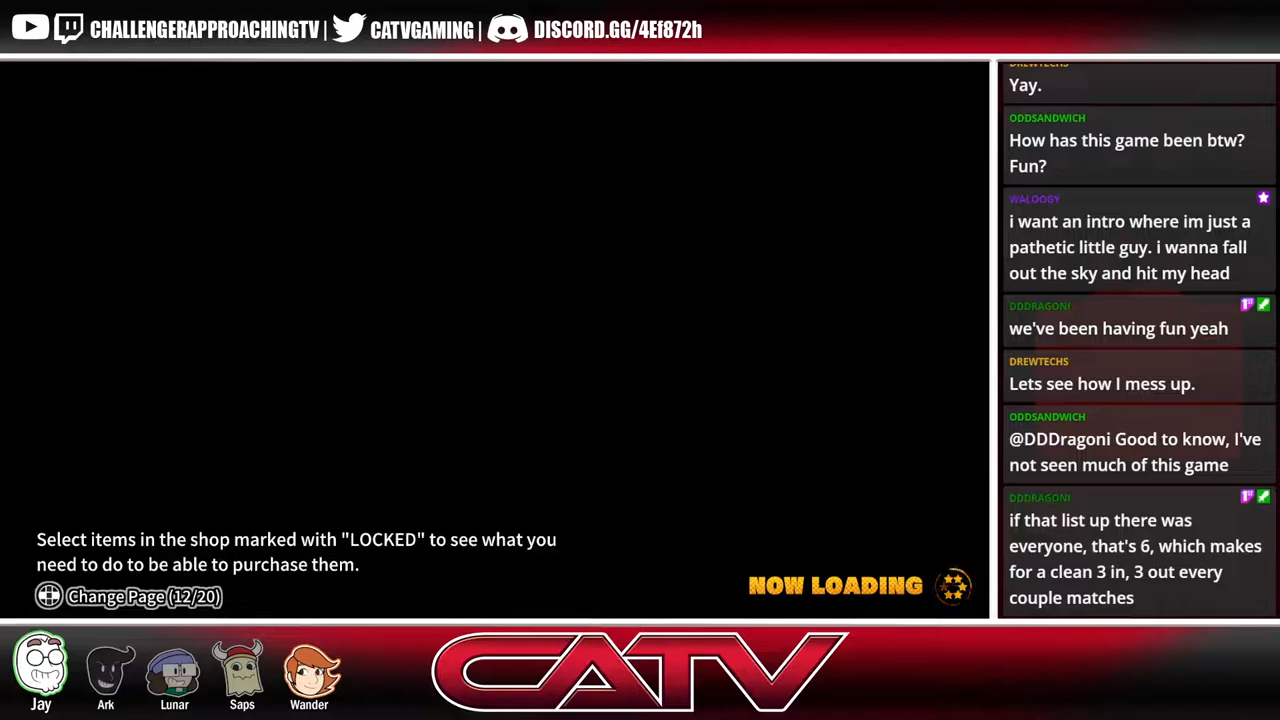 CHALLENGERAPPROACHINGTV | CATVGAMING | DISCORD.GG/4Ef872h
DREWTECHS
Yay.
ODDSANDWICH
How has this game been btw?
Fun?
WALOOGY
i want an intro where im just a
pathetic little guy. i wanna fall
out the sky and hit my head
DDDRAGONI
we've been having fun yeah
DREWTECHS
Lets see how I mess up.
ODDSANDWICH
@DDDragoni Good to know, I've
not seen much of this game
DDDRAGONI
if that list up there was
everyone, that's 6, which makes
for a clean 3 in, 3 out every
couple matches
Select items in the shop marked with "LOCKED" to see what you
need to do to be able to purchase them.
Change Page (12/20)
NOW LOADING
Jay
Ark
Lunar
Saps
Wander
CATV